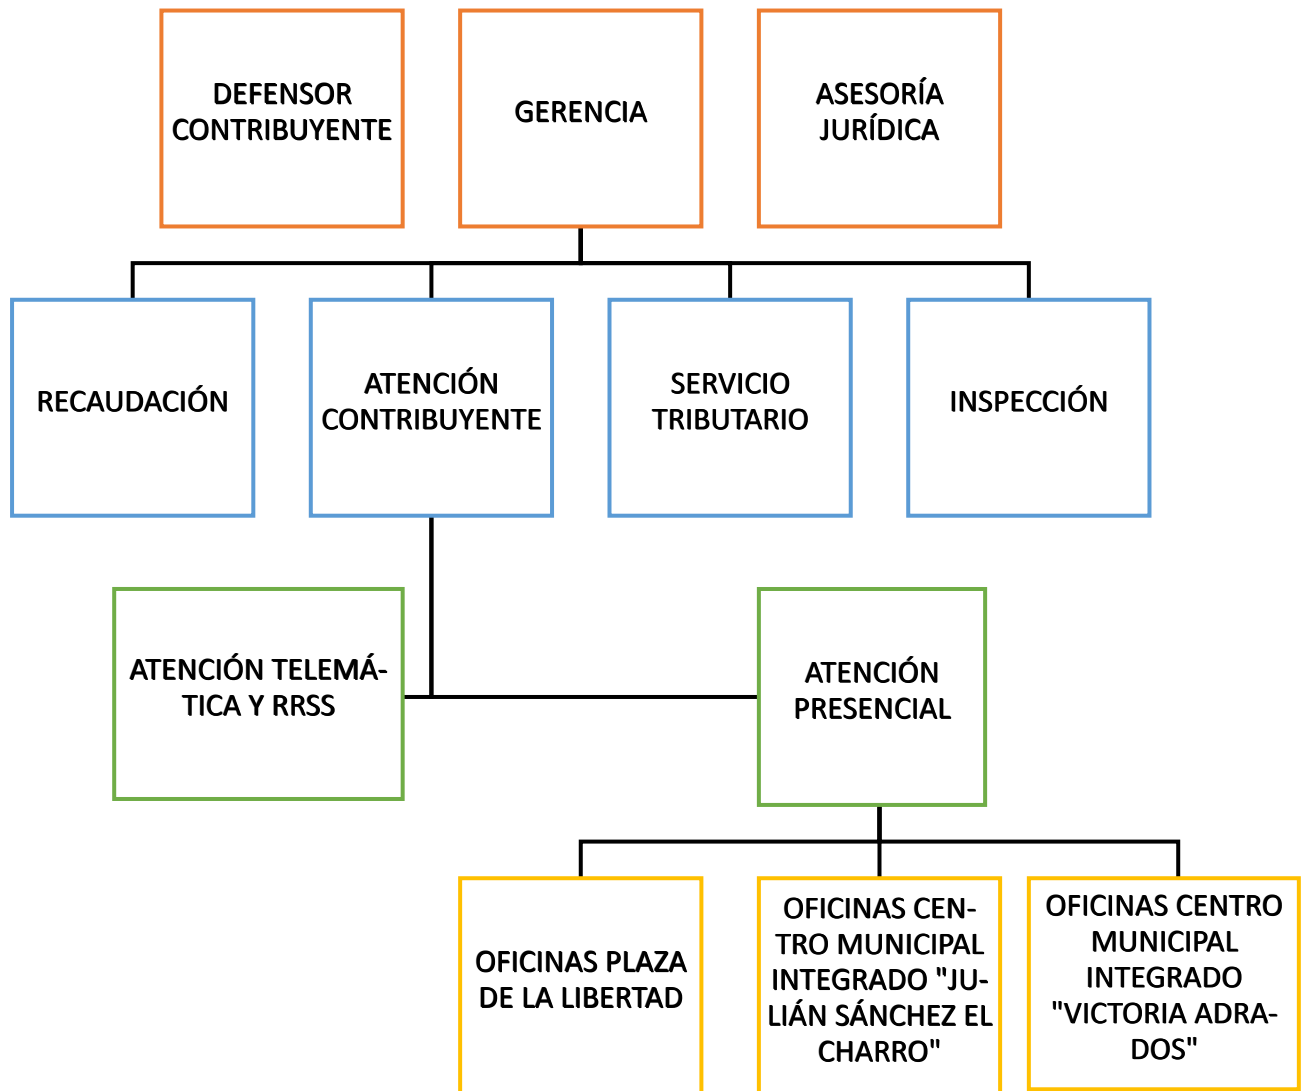 DEFENSOR
CONTRIBUYENTE
GERENCIA
ASESORÍA
JURÍDICA
RECAUDACIÓN
ATENCIÓN
CONTRIBUYENTE
SERVICIO
TRIBUTARIO
INSPECCIÓN
ATENCIÓN TELEMÁ-
TICA Y RRSS
ATENCIÓN
PRESENCIAL
OFICINAS PLAZA
DE LA LIBERTAD
OFICINAS CEN-
TRO MUNICIPAL
INTEGRADO "JU-
LIÁN SÁNCHEZ EL
CHARRO"
OFICINAS CENTRO
MUNICIPAL
INTEGRADO
"VICTORIA ADRA-
DOS"